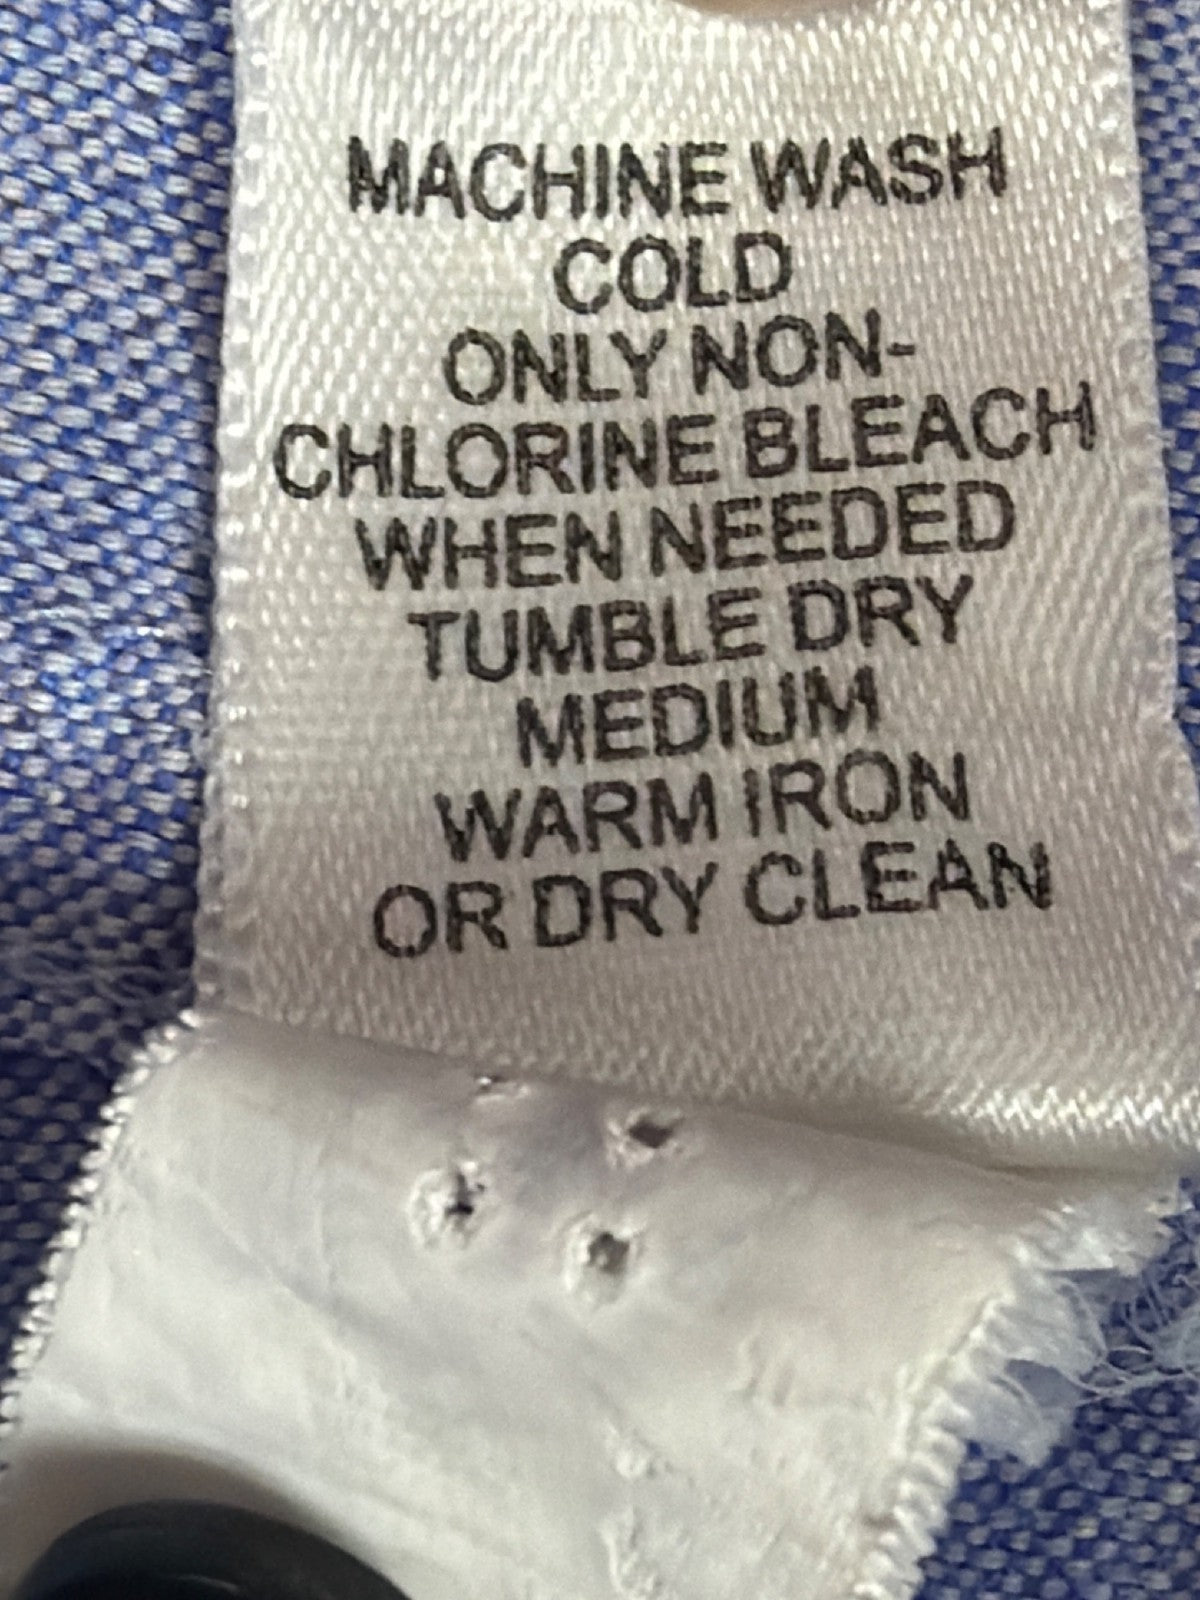 MACHINE WASH
COLD
ONLY NON-
CHLORINE BLEACH
WHEN NEEDED
TUMBLE DRY
MEDIUM
WARM IRON
OR DRY CLEAN